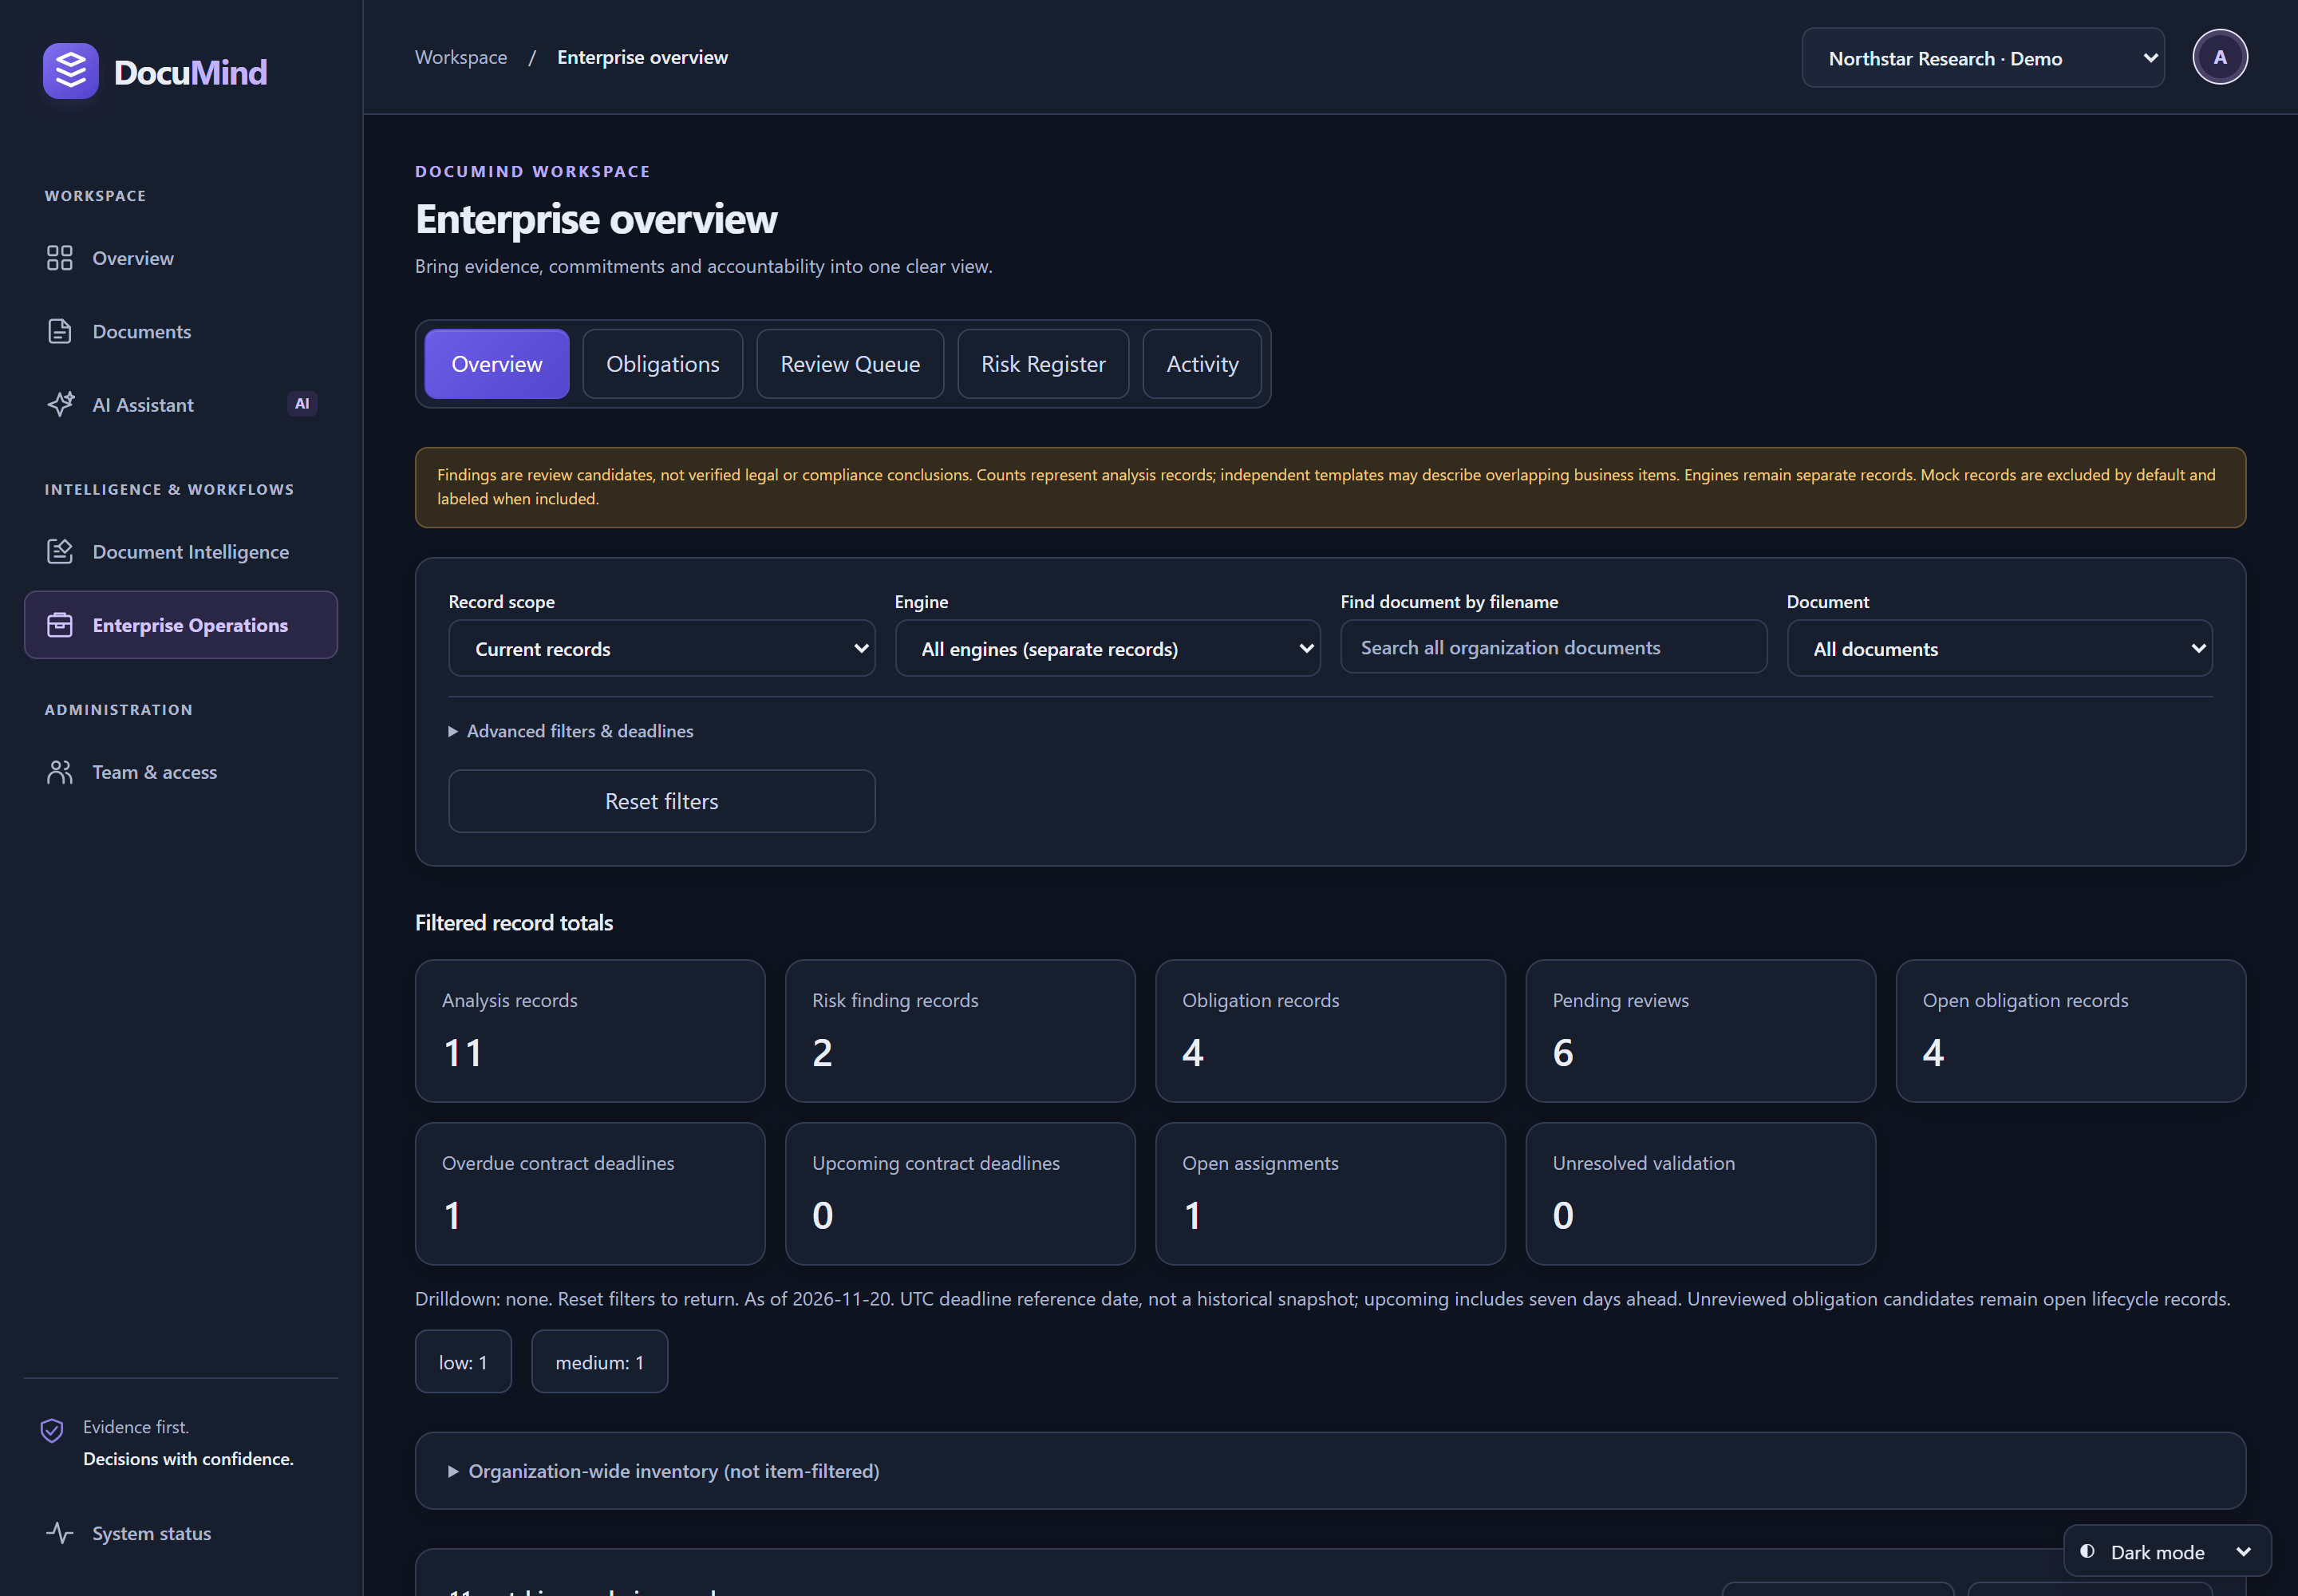 DocuMind
WORKSPACE
Overview
Documents
AI Assistant AI
INTELLIGENCE & WORKFLOWS
Document Intelligence
Enterprise Operations
ADMINISTRATION
Team & access
Evidence first.
Decisions with confidence.
System status
Workspace / Enterprise overview
Northstar Research · Demo
A
DOCUMIND WORKSPACE
Enterprise overview
Bring evidence, commitments and accountability into one clear view.
Overview Obligations Review Queue Risk Register Activity
Findings are review candidates, not verified legal or compliance conclusions. Counts represent analysis records; independent templates may describe overlapping business items. Engines remain separate records. Mock records are excluded by default and
labeled when included.
Record scope Engine Find document by filename Document
Current records All engines (separate records) Search all organization documents All documents
Advanced filters & deadlines
Reset filters
Filtered record totals
Analysis records Risk finding records Obligation records Pending reviews Open obligation records
11 2 4 6 4
Overdue contract deadlines Upcoming contract deadlines Open assignments Unresolved validation
1 0 1 0
Drilldown: none. Reset filters to return. As of 2026-11-20. UTC deadline reference date, not a historical snapshot; upcoming includes seven days ahead. Unreviewed obligation candidates remain open lifecycle records.
low: 1 medium: 1
Organization-wide inventory (not item-filtered)
Dark mode